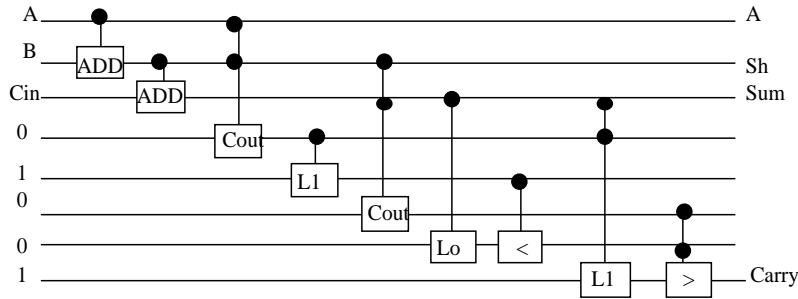 A A
B ADD Sh
Cin ADD Sum
0 Cout
1 L1
0 Cout
0 Lo <
1 L1 > Carry